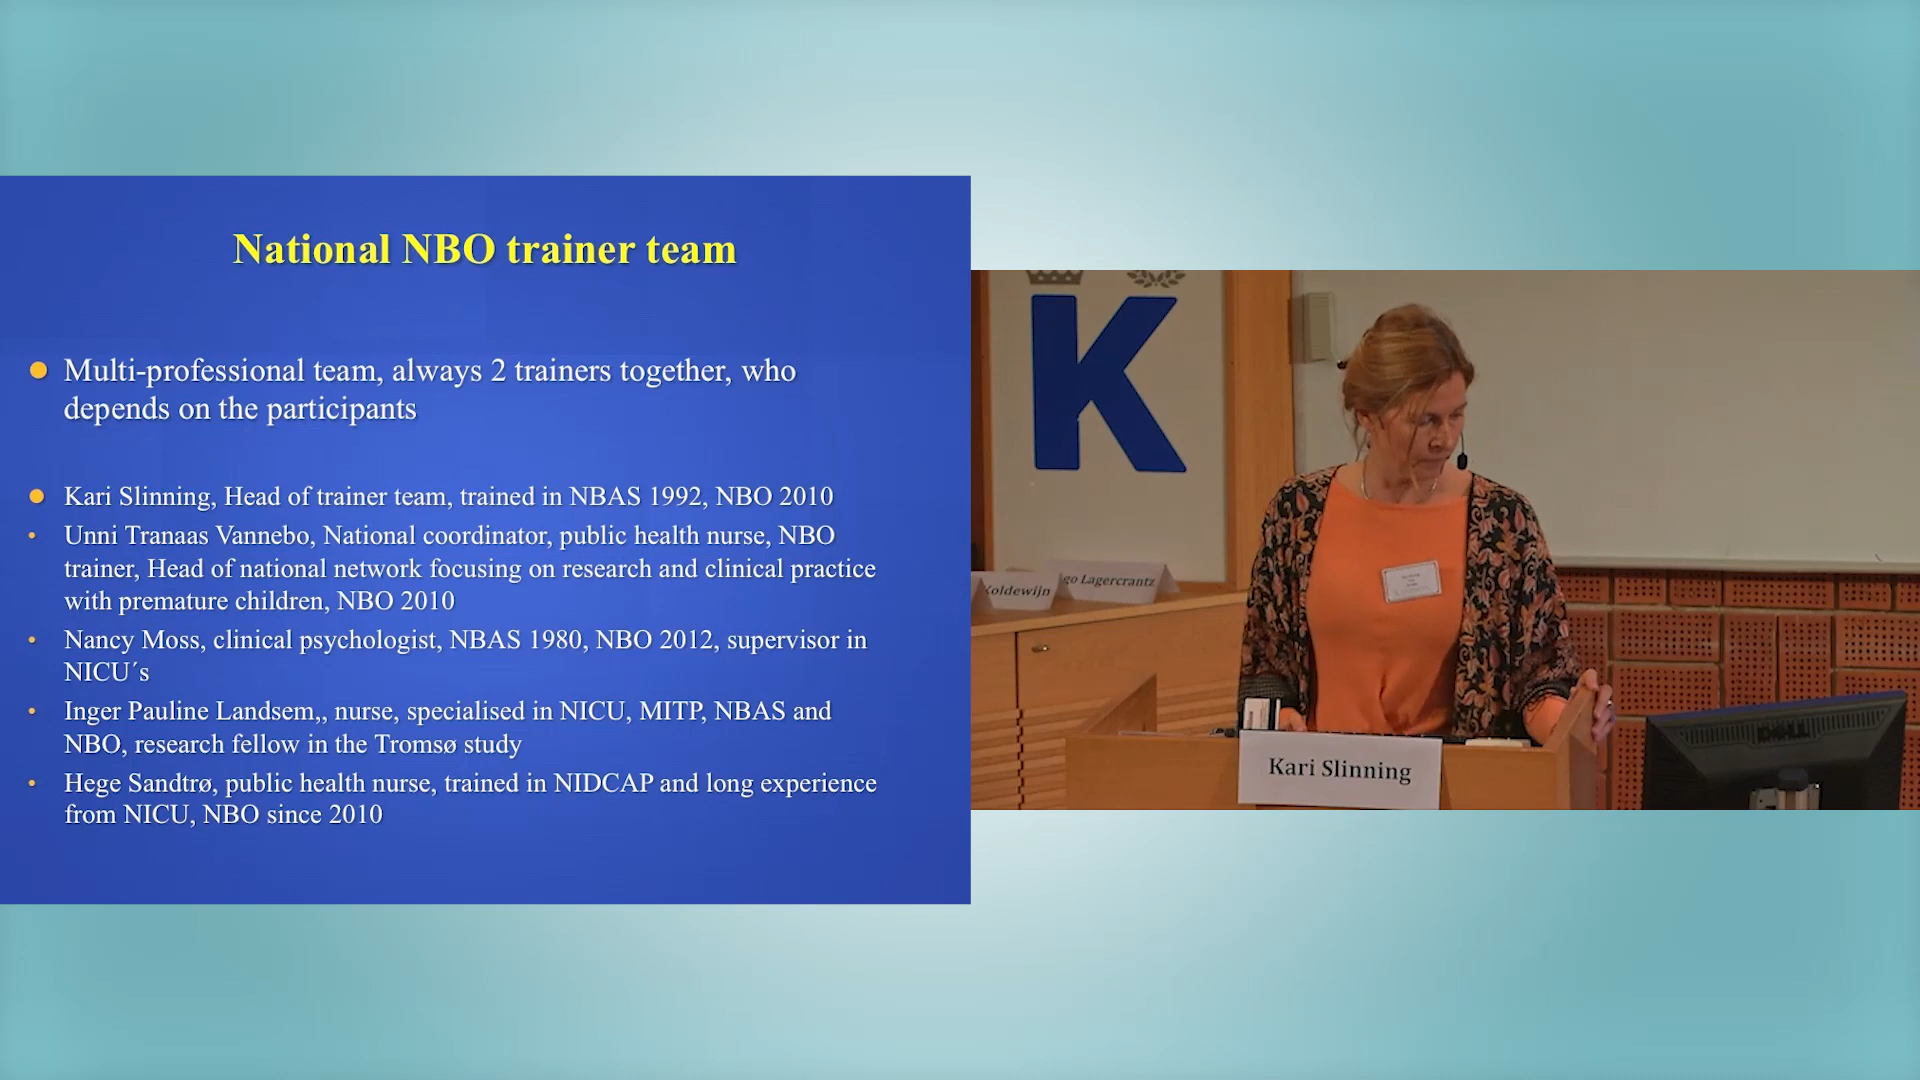 National NBO trainer team
Multi-professional team, always 2 trainers together, who
depends on the participants
Kari Slinning, Head of trainer team, trained in NBAS 1992, NBO 2010
Unni Tranaas Vannebo, National coordinator, public health nurse, NBO
trainer, Head of national network focusing on research and clinical practice
with premature children, NBO 2010
Nancy Moss, clinical psychologist, NBAS 1980, NBO 2012, supervisor in
NICU´s
Inger Pauline Landsem,, nurse, specialised in NICU, MITP, NBAS and
NBO, research fellow in the Tromsø study
Hege Sandtrø, public health nurse, trained in NIDCAP and long experience
from NICU, NBO since 2010
K
Koldewijn
go Lagercrantz
Kari Slinning
DELL